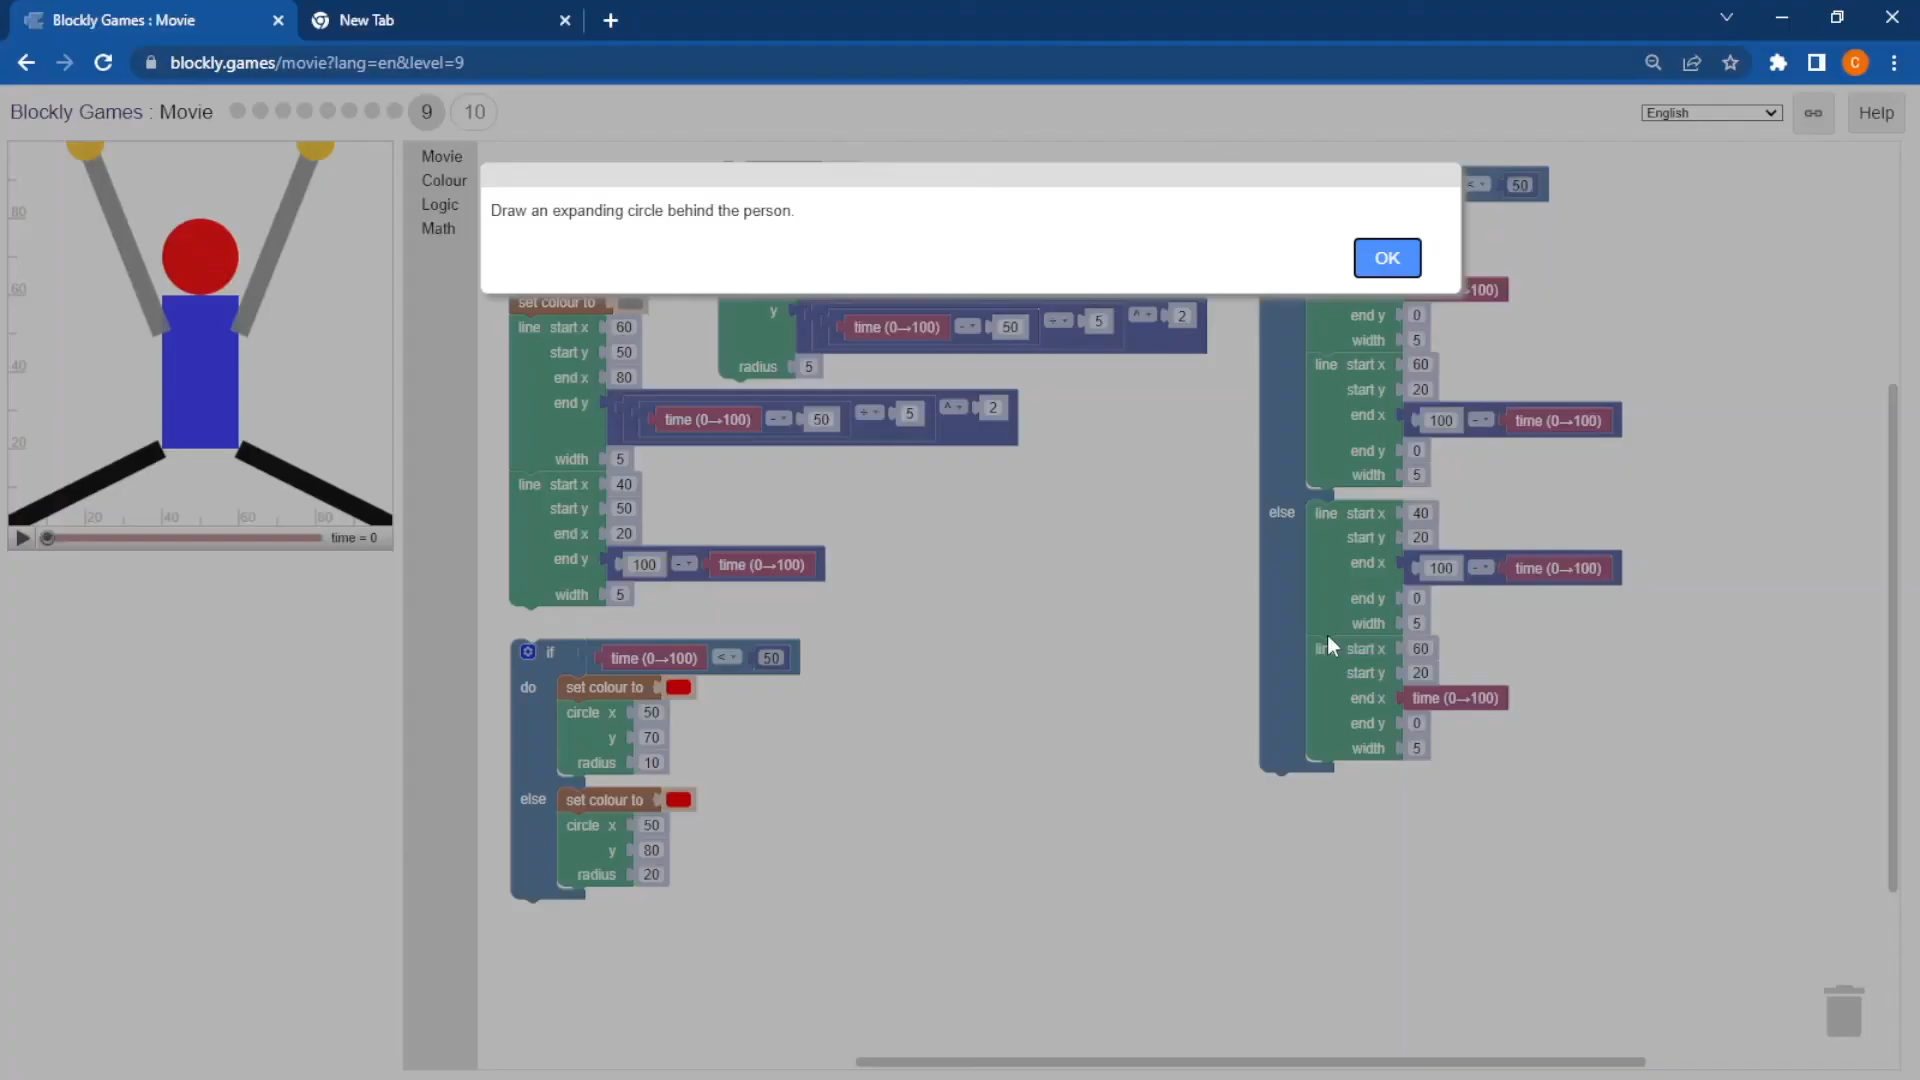 Blockly Games : Movie
New Tab
blockly.games/movie?lang=en&level=9
C
Blockly Games : Movie 9 10
English
Help
80
60
40
20
20 40 60 80
time = 0
Movie
Colour
Logic
Math
Draw an expanding circle behind the person.
OK
set colour to
line start x 60
start y 50
end x 80
end y time (0→100) - 50 ÷ 5 ^ 2
width 5
line start x 40
start y 50
end x 20
end y 100 - time (0→100)
width 5
y time (0→100) - 50 ÷ 5 ^ 2
radius 5
if time (0→100) < 50
do set colour to
circle x 50
y 70
radius 10
else set colour to
circle x 50
y 80
radius 20
< 50
100)
end y 0
width 5
line start x 60
start y 20
end x 100 - time (0→100)
end y 0
width 5
else line start x 40
start y 20
end x 100 - time (0→100)
end y 0
width 5
line start x 60
start y 20
end x time (0→100)
end y 0
width 5